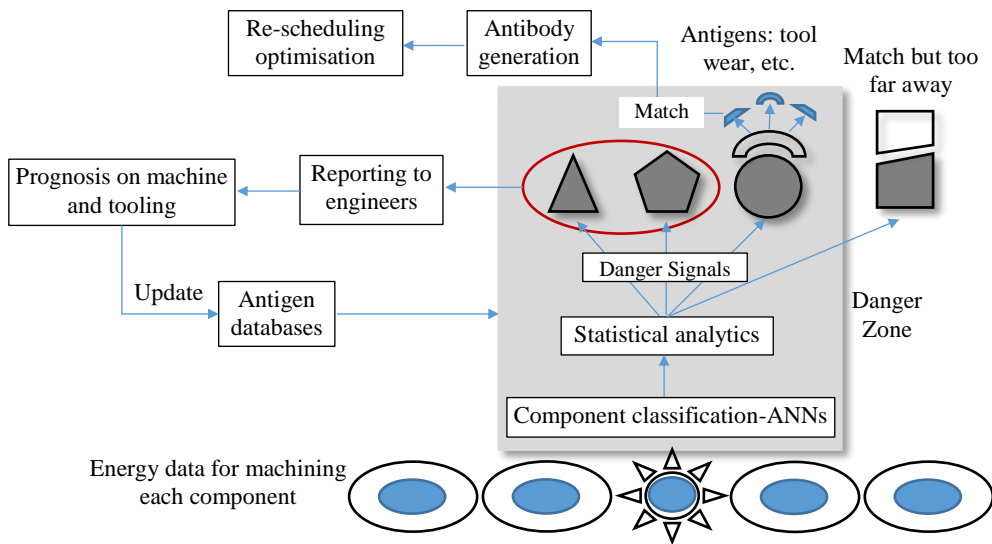 Re-scheduling
optimisation
Antibody
generation
Antigens: tool
wear, etc.
Match but too
far away
Match
Prognosis on machine
and tooling
Reporting to
engineers
Danger Signals
Update
Antigen
databases
Statistical analytics
Danger
Zone
Component classification-ANNs
Energy data for machining
each component